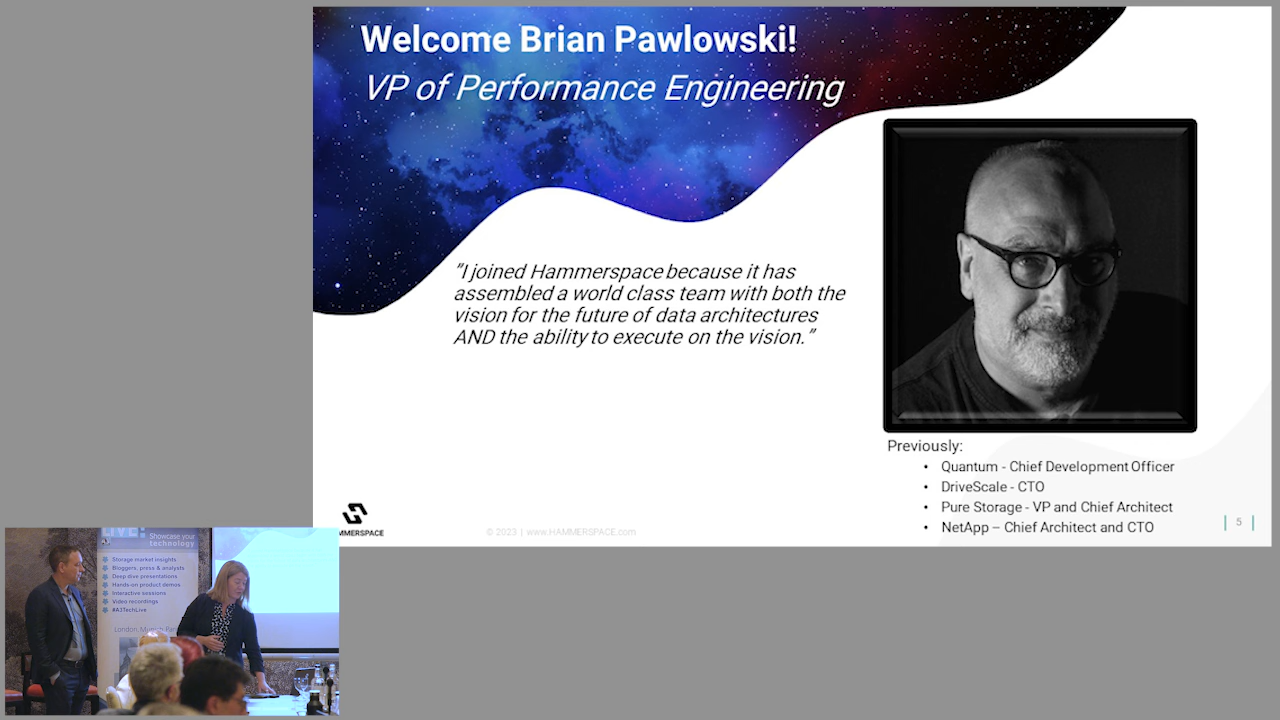 Welcome Brian Pawlowski!
VP of Performance Engineering
"I joined Hammerspace because it has
assembled a world class team with both the
vision for the future of data architectures
AND the ability to execute on the vision."
Previously:
• Quantum - Chief Development Officer
• DriveScale - CTO
• Pure Storage - VP and Chief Architect
• NetApp – Chief Architect and CTO
MMERSPACE
© 2023 | www.HAMMERSPACE.com
5
LIVE!
Showcase your
technology
Storage market insights
Bloggers, press & analysts
Deep dive presentations
Hands-on product demos
Interactive sessions
Video recordings
#A3TechLive
London, Munich